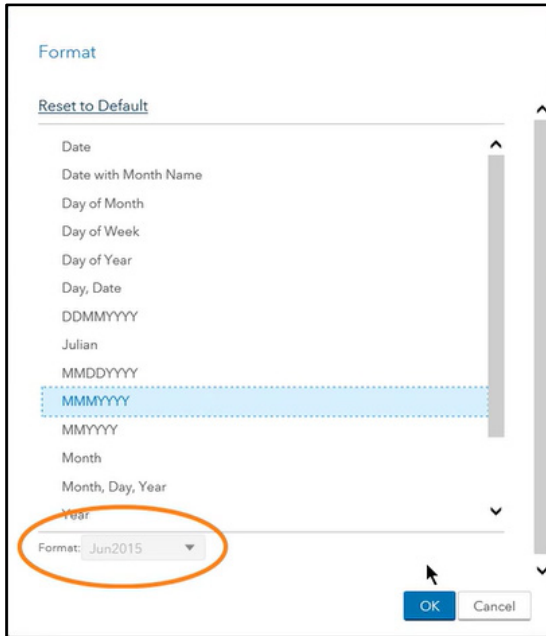 Format
Reset to Default
Date
Date with Month Name
Day of Month
Day of Week
Day of Year
Day, Date
DDMMYYYY
Julian
MMDDYYYY
MMMYYYY
MMYYYY
Month
Month, Day, Year
Year
Format: Jun2015
OK Cancel